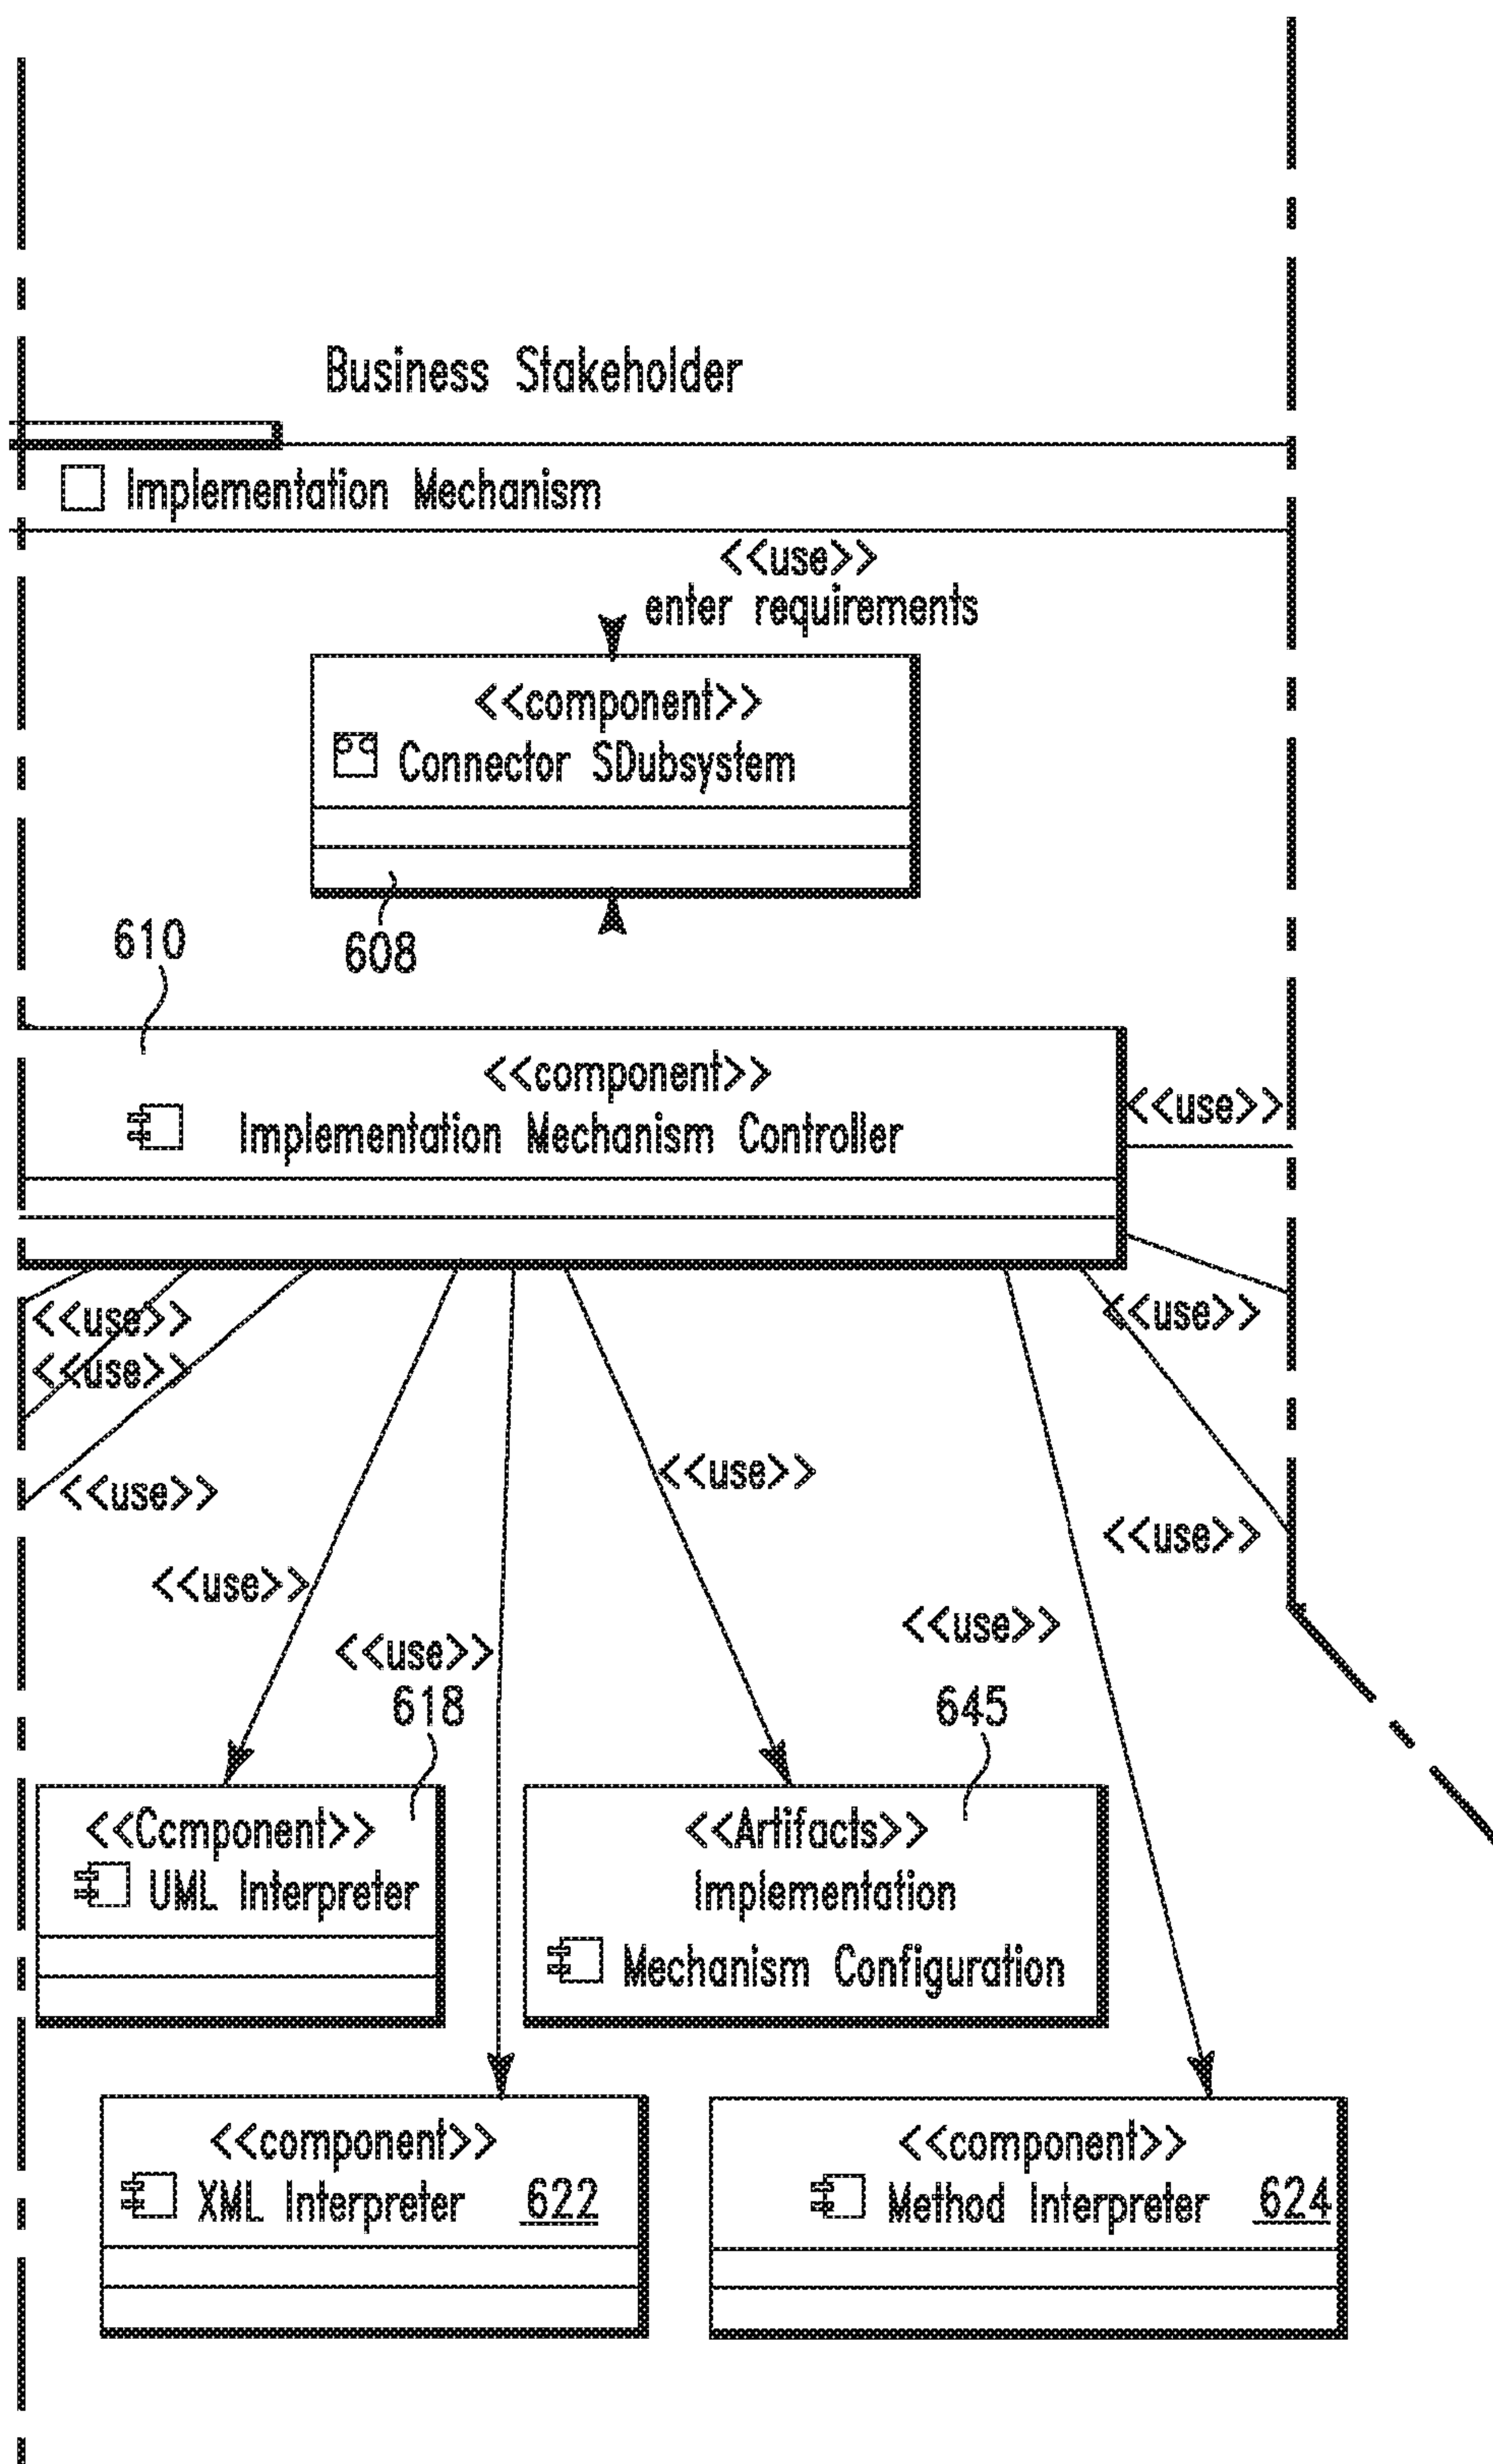 Business Stakeholder
Implementation Mechanism
<<use>>
enter requirements
<<component>>
Connector SDubsystem
608
610
<<component>>
Implementation Mechanism Controller
<<use>>
<<use>>
<<use>>
<<use>>
<<use>>
<<use>>
<<use>>
<<use>>
<<use>>
<<use>>
618
645
<<Ccmponent>>
UML Interpreter
<<Artifacts>>
Implementation
Mechanism Configuration
<<component>>
XML Interpreter 622
<<component>>
Method Interpreter 624